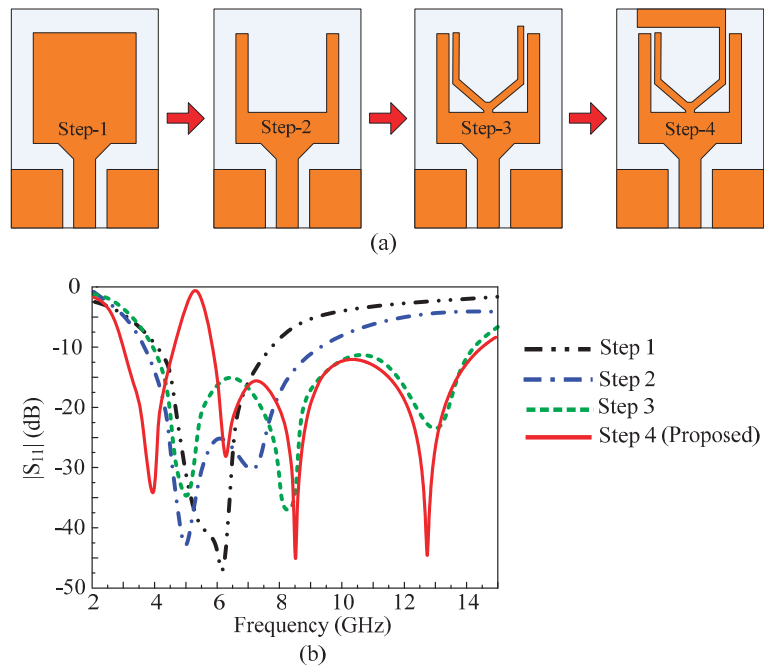 Step-1
Step-2
Step-3
Step-4
(a)
0
-10
-20
-30
-40
-50
|S₁₁| (dB)
2 4 6 8 10 12 14
Frequency (GHz)
Step 1
Step 2
Step 3
Step 4 (Proposed)
(b)